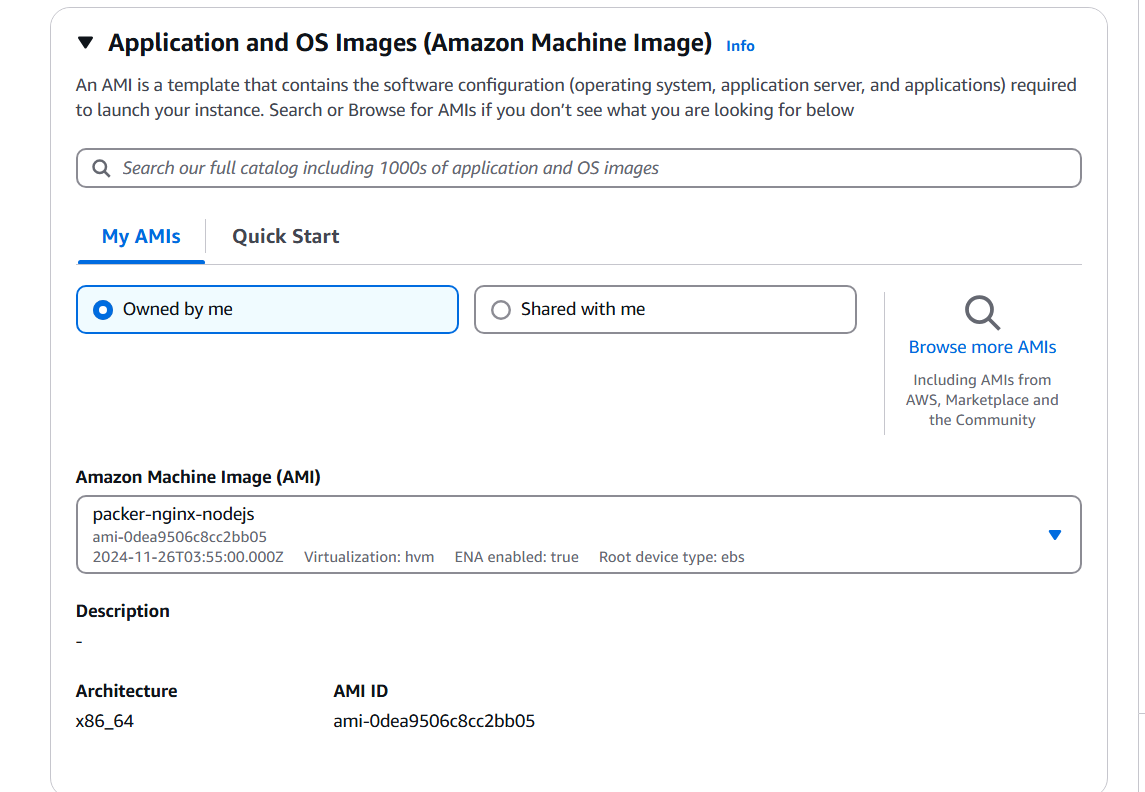 Application and OS Images (Amazon Machine Image) Info
An AMI is a template that contains the software configuration (operating system, application server, and applications) required
to launch your instance. Search or Browse for AMIs if you don’t see what you are looking for below
Search our full catalog including 1000s of application and OS images
My AMIs Quick Start
Owned by me Shared with me
Browse more AMIs
Including AMIs from
AWS, Marketplace and
the Community
Amazon Machine Image (AMI)
packer-nginx-nodejs
ami-0dea9506c8cc2bb05
2024-11-26T03:55:00.000Z Virtualization: hvm ENA enabled: true Root device type: ebs
Description
-
Architecture AMI ID
x86_64 ami-0dea9506c8cc2bb05